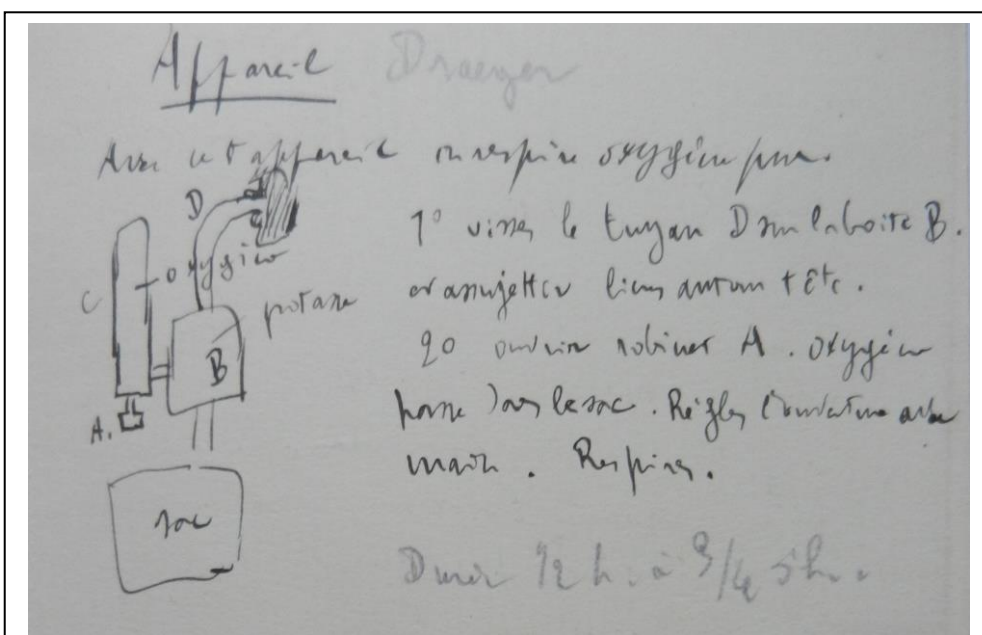 Appareil Draeger
Avec cet appareil on respire oxygène pur.
D
1° visser le tuyau D sur la boite B.
oxygène
C
et assujettir liens autour tête.
potasse
B
2° ouvrir robinet A. oxygène
passe dans le sac. Régler l'ouverture avec
A.
main. Respirer.
sac
Durée 1/2 h. à 3/4 h.